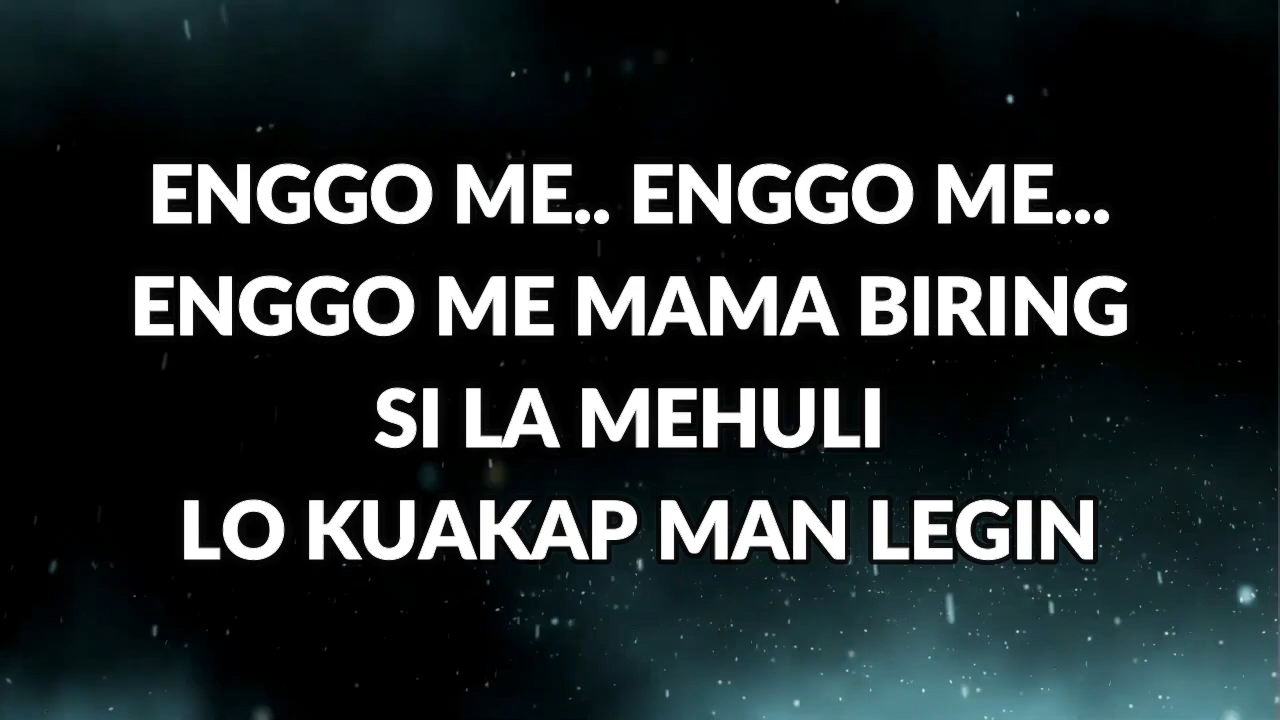 ENGGO ME.. ENGGO ME...
ENGGO ME MAMA BIRING
SI LA MEHULI
LO KUAKAP MAN LEGIN